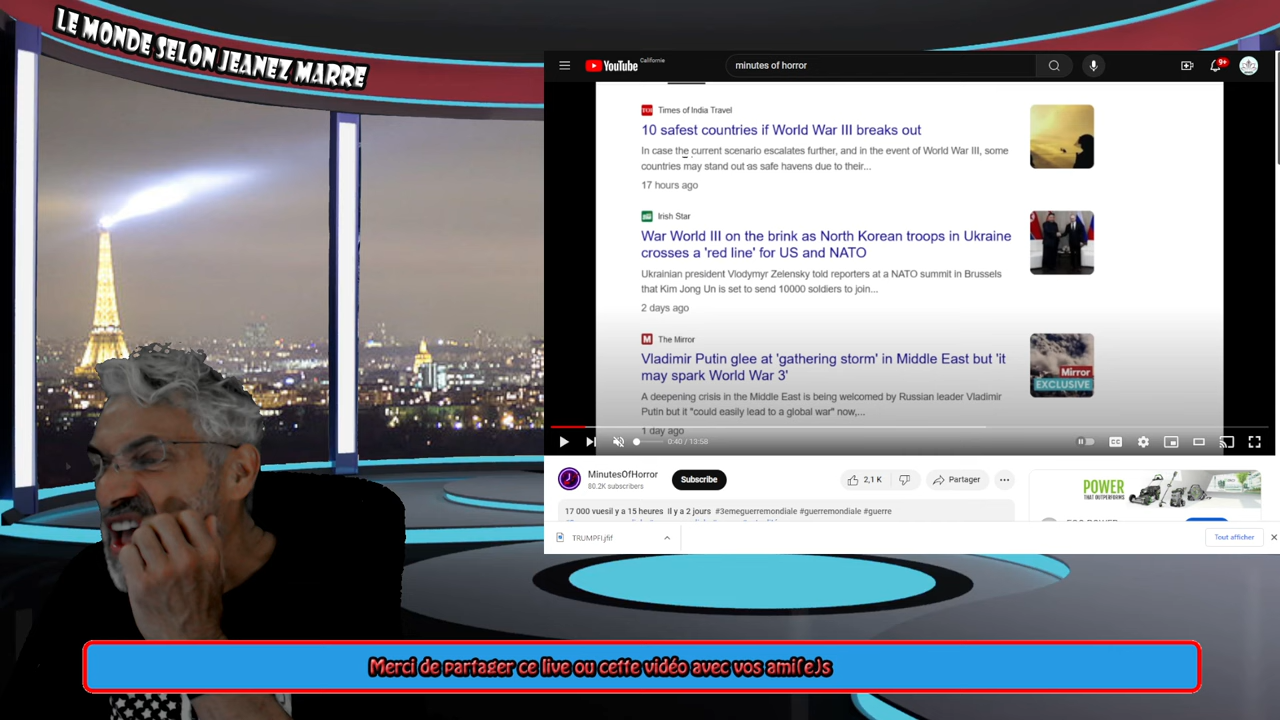 LE MONDE SELON JEANEZ MARRE
YouTube
Californie
minutes of horror
9+
Times of India Travel
10 safest countries if World War III breaks out
In case the current scenario escalates further, and in the event of World War III, some
countries may stand out as safe havens due to their...
17 hours ago
Irish Star
War World III on the brink as North Korean troops in Ukraine
crosses a 'red line' for US and NATO
Ukrainian president Vlodymyr Zelensky told reporters at a NATO summit in Brussels
that Kim Jong Un is set to send 10000 soldiers to join...
2 days ago
M The Mirror
Vladimir Putin glee at 'gathering storm' in Middle East but 'it
may spark World War 3'
Mirror
EXCLUSIVE
A deepening crisis in the Middle East is being welcomed by Russian leader Vladimir
Putin but it "could easily lead to a global war" now,...
1 day ago
0:40 / 13:58
CC
MinutesOfHorror
80.2K subscribers
Subscribe
2,1 K
Partager
POWER
THAT OUTPERFORMS
17 000 vuesil y a 15 heures Il y a 2 jours #3emeguerremondiale #guerremondiale #guerre
TRUMPFI.jfif
Tout afficher
Merci de partager ce live ou cette vidéo avec vos ami(e)s